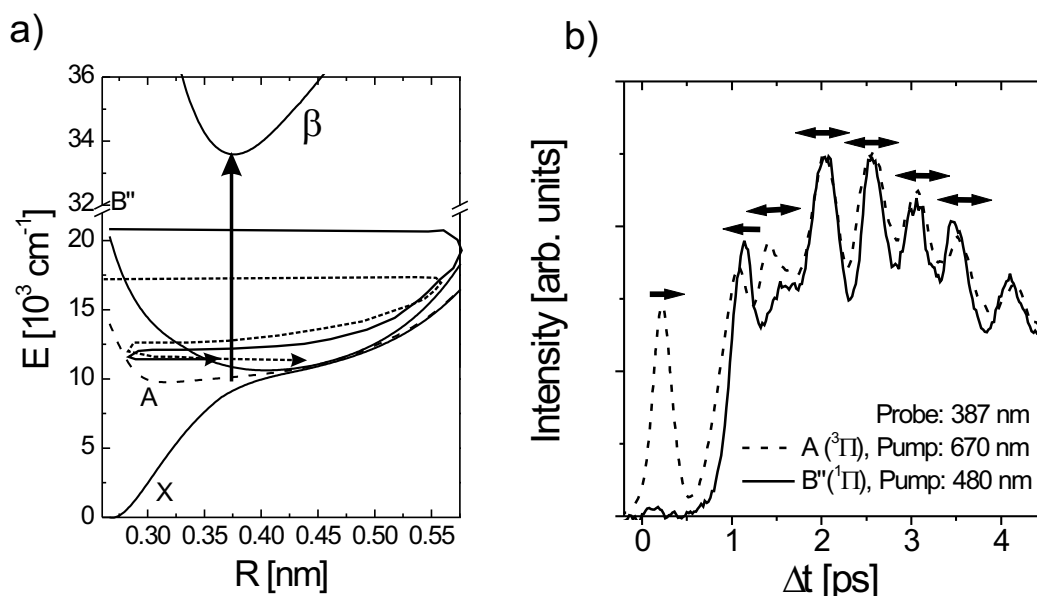 a)
36
34
32
20
15
10
5
0
E [10³ cm⁻¹]
B"
β
A
X
0.30 0.35 0.40 0.45 0.50 0.55
R [nm]
b)
Intensity [arb. units]
Probe: 387 nm
A (³Π), Pump: 670 nm
B"(¹Π), Pump: 480 nm
0 1 2 3 4
Δt [ps]